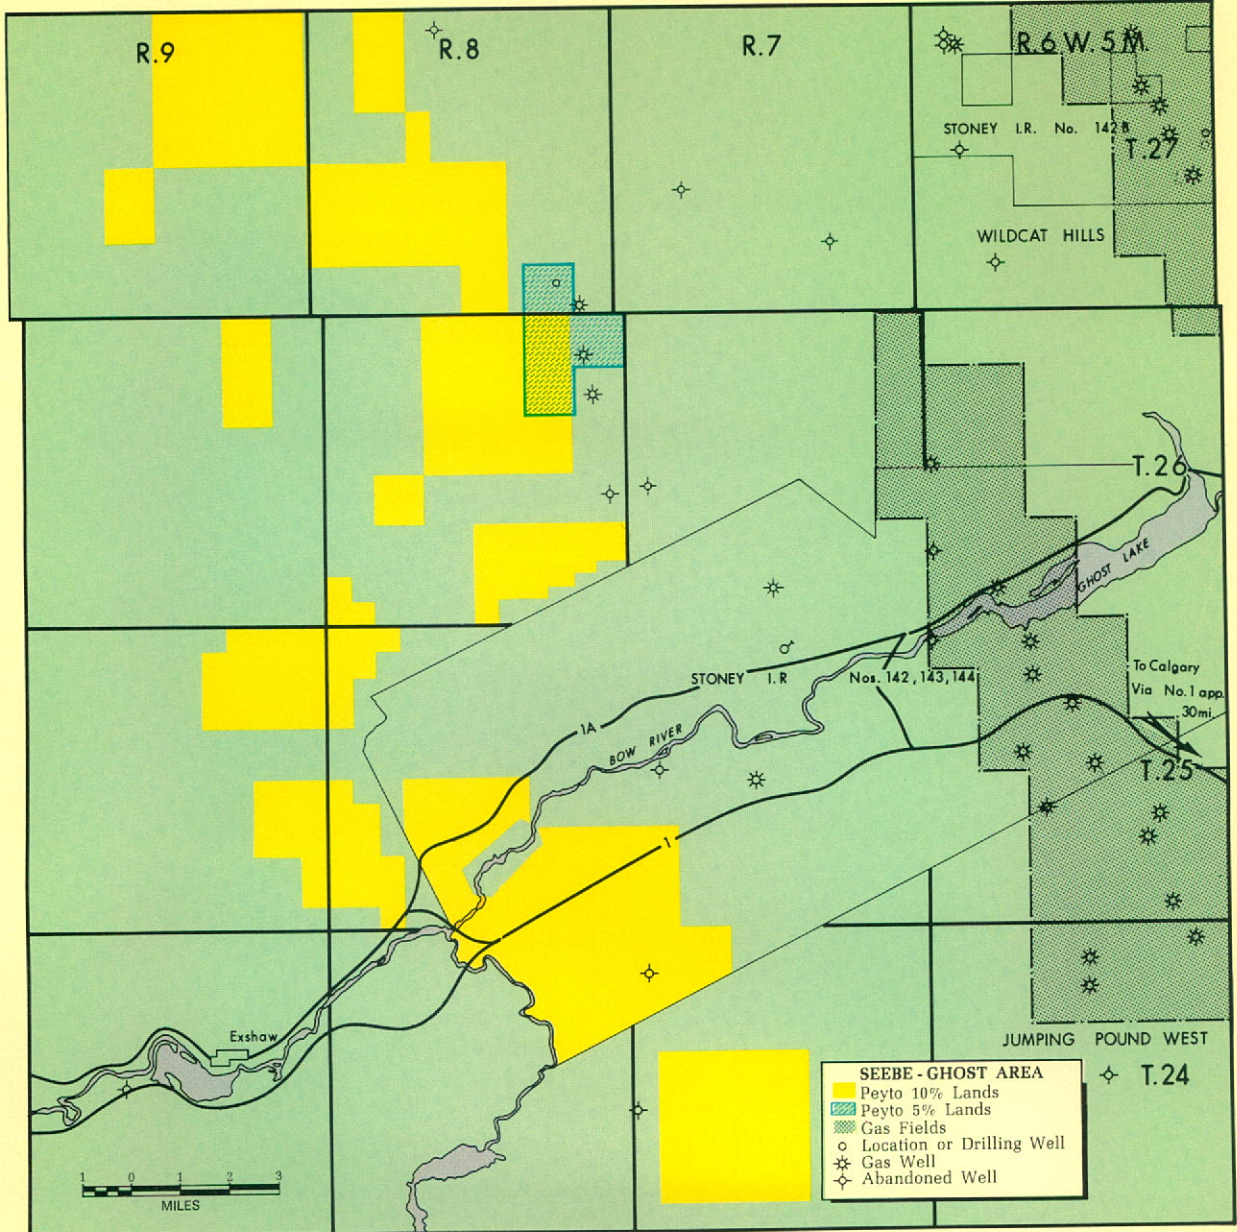 R.9
R.8
R.7
R.6 W. 5 M.
STONEY I.R. No. 142 B
T.27
WILDCAT HILLS
T.26
GHOST LAKE
STONEY I.R Nos. 142, 143, 144
To Calgary
Via No.1 app.
30mi.
1A
BOW RIVER
T.25
1
Exshaw
JUMPING POUND WEST
T.24
SEEBE - GHOST AREA
Peyto 10% Lands
Peyto 5% Lands
Gas Fields
Location or Drilling Well
Gas Well
Abandoned Well
1 0 1 2 3
MILES